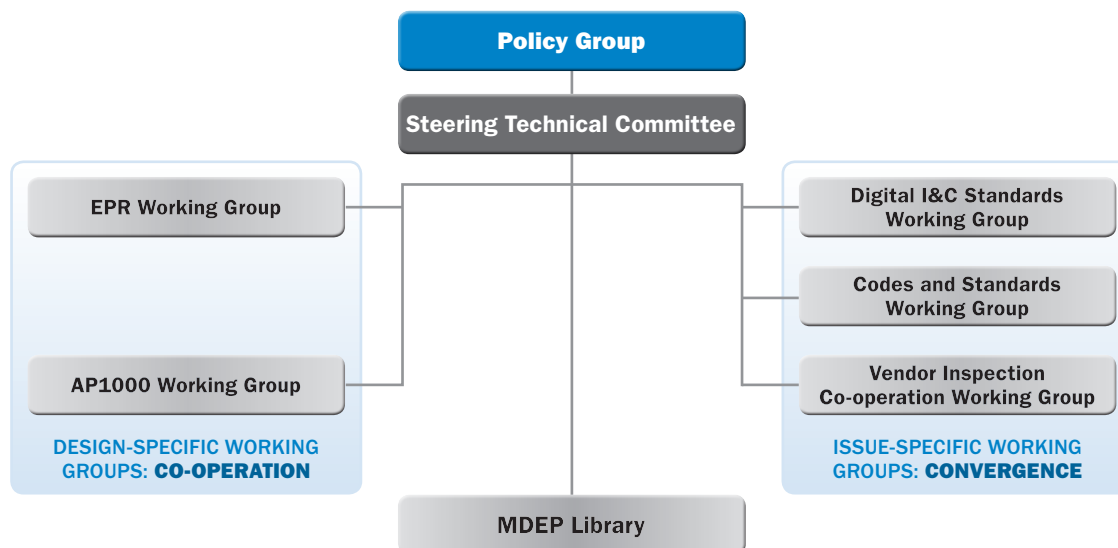 Policy Group
Steering Technical Committee
EPR Working Group
AP1000 Working Group
DESIGN-SPECIFIC WORKING
GROUPS: CO-OPERATION
Digital I&C Standards
Working Group
Codes and Standards
Working Group
Vendor Inspection
Co-operation Working Group
ISSUE-SPECIFIC WORKING
GROUPS: CONVERGENCE
MDEP Library